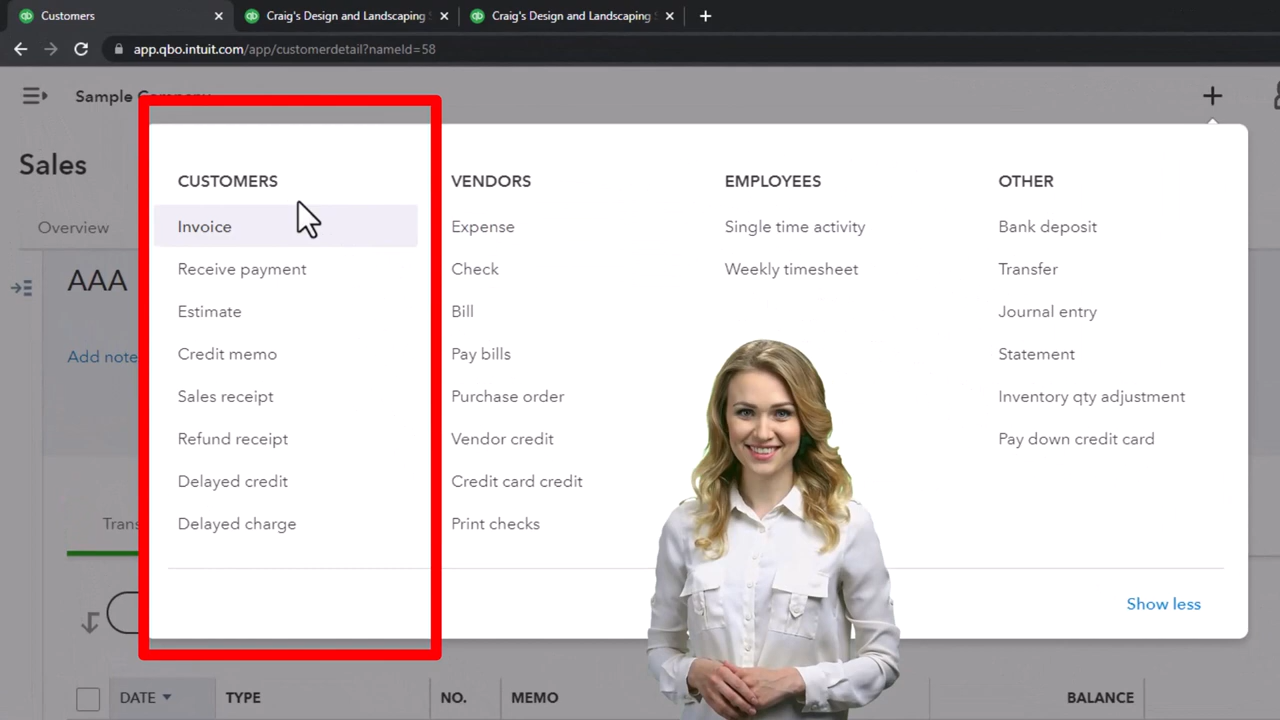 Customers
Craig's Design and Landscaping
Craig's Design and Landscaping
app.qbo.intuit.com/app/customerdetail?nameId=58
Sample
Sales
Overview
AAA
Add note
CUSTOMERS
Invoice
Receive payment
Estimate
Credit memo
Sales receipt
Refund receipt
Delayed credit
Delayed charge
VENDORS
Expense
Check
Bill
Pay bills
Purchase order
Vendor credit
Credit card credit
Print checks
EMPLOYEES
Single time activity
Weekly timesheet
OTHER
Bank deposit
Transfer
Journal entry
Statement
Inventory qty adjustment
Pay down credit card
Show less
DATE TYPE NO. MEMO BALANCE